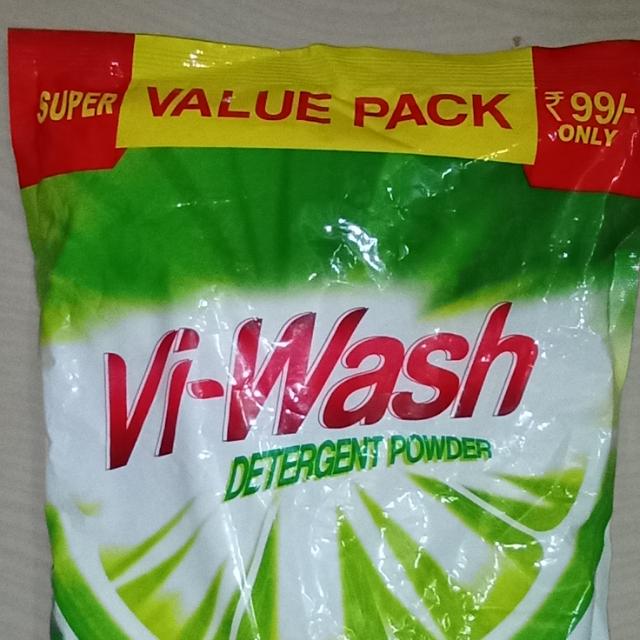 SUPER VALUE PACK ₹99/-
ONLY
Vi-Wash
DETERGENT POWDER